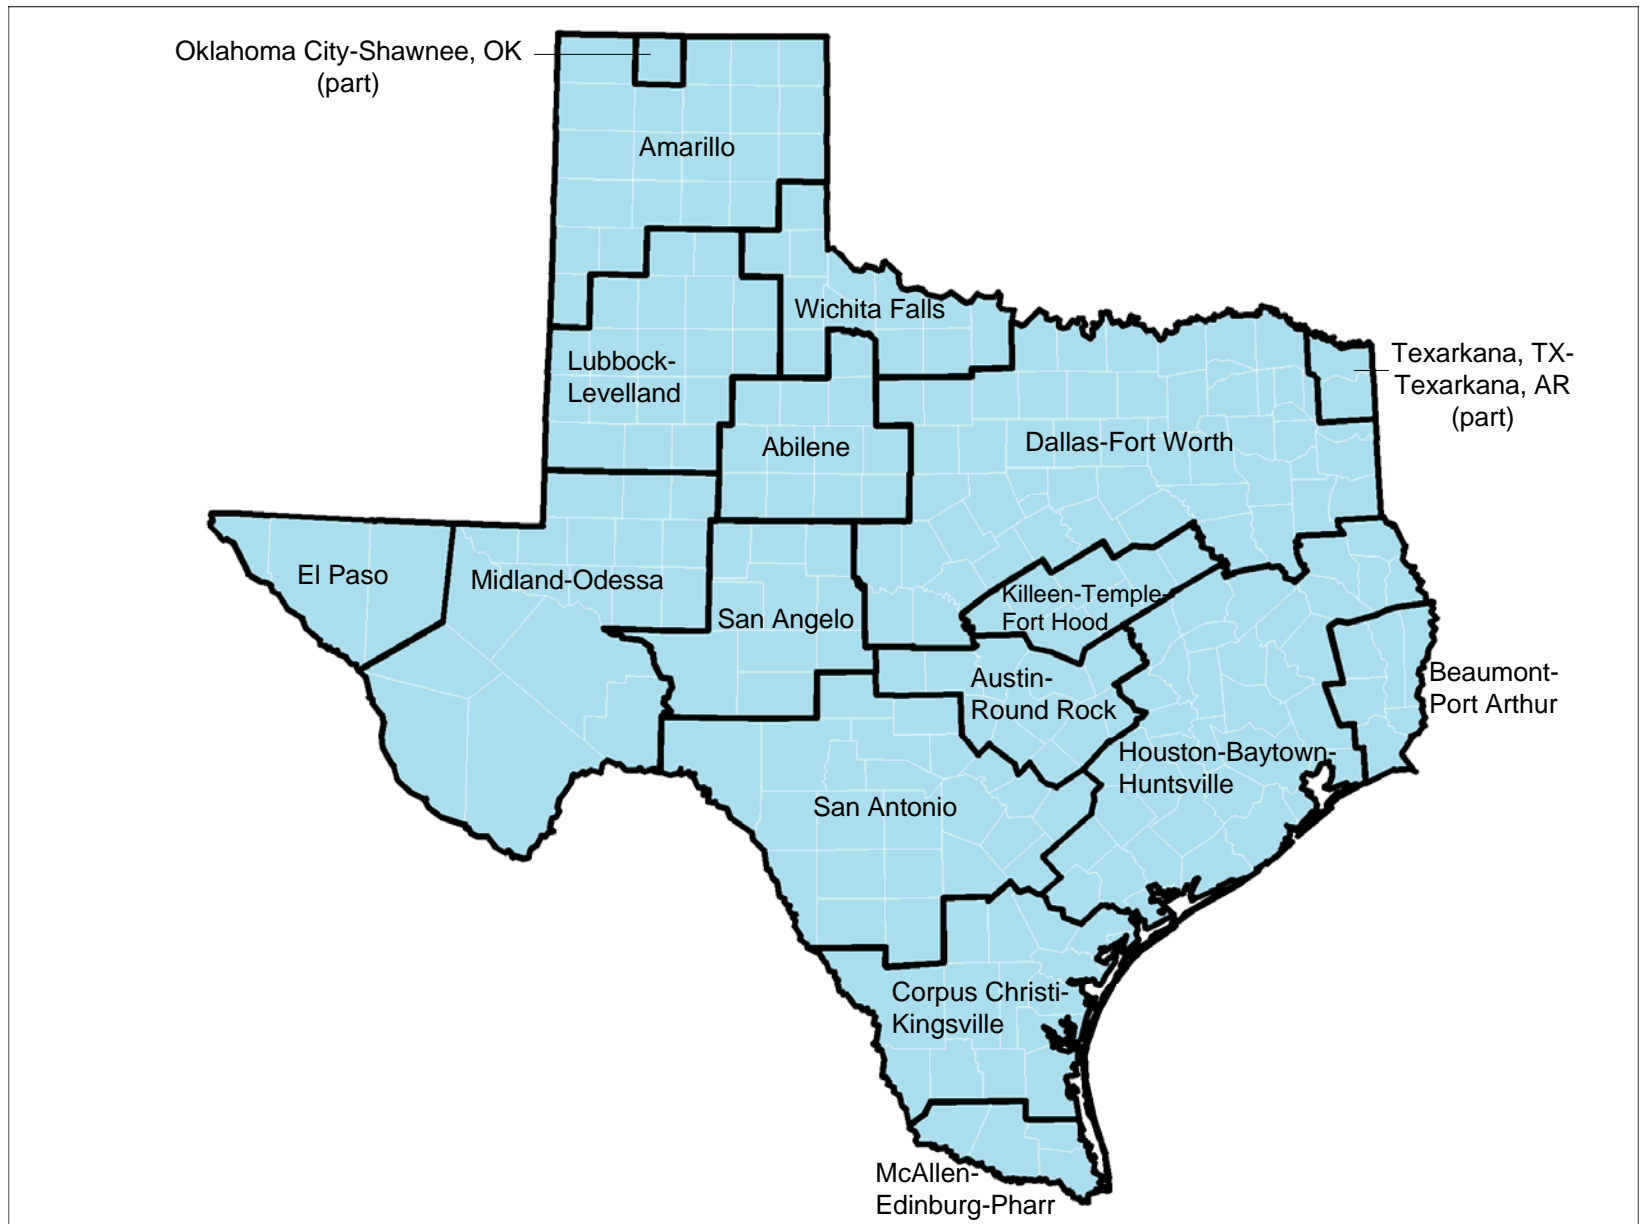 Oklahoma City-Shawnee, OK
(part)
Amarillo
Wichita Falls
Lubbock-
Levelland
Texarkana, TX-
Texarkana, AR
(part)
Abilene
Dallas-Fort Worth
El Paso
Midland-Odessa
San Angelo
Killeen-Temple-
Fort Hood
Austin-
Round Rock
Beaumont-
Port Arthur
Houston-Baytown-
Huntsville
San Antonio
Corpus Christi-
Kingsville
McAllen-
Edinburg-Pharr